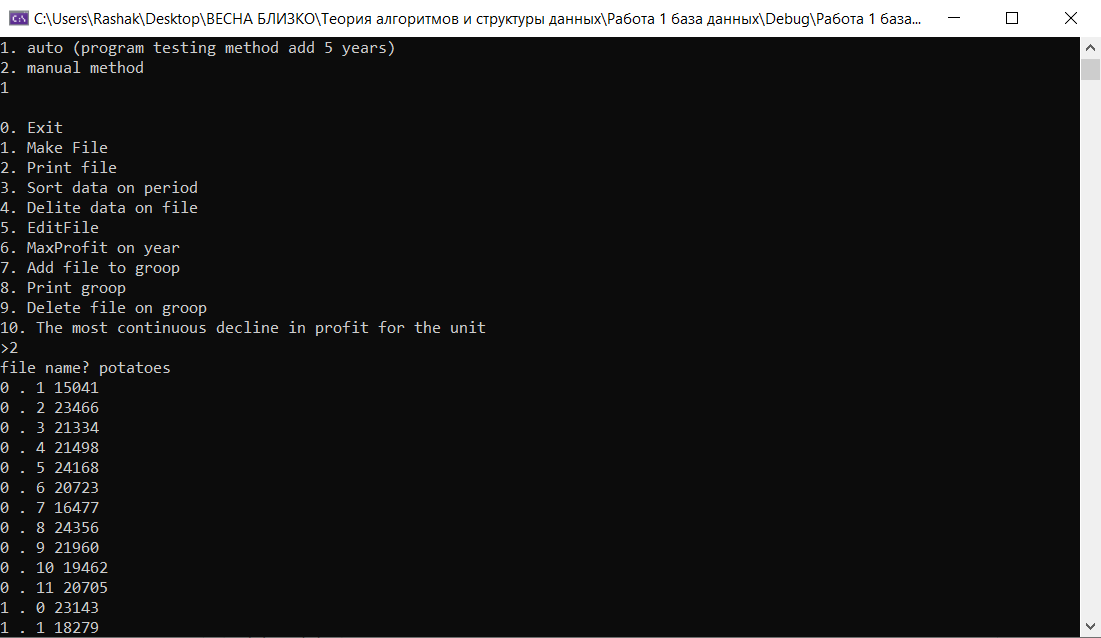 C:\Users\Rashak\Desktop\ВЕСНА БЛИЗКО\Теория алгоритмов и структуры данных\Работа 1 база данных\Debug\Работа 1 база...
1. auto (program testing method add 5 years)
2. manual method
1
0. Exit
1. Make File
2. Print file
3. Sort data on period
4. Delite data on file
5. EditFile
6. MaxProfit on year
7. Add file to groop
8. Print groop
9. Delete file on groop
10. The most continuous decline in profit for the unit
>2
file name? potatoes
0 . 1 15041
0 . 2 23466
0 . 3 21334
0 . 4 21498
0 . 5 24168
0 . 6 20723
0 . 7 16477
0 . 8 24356
0 . 9 21960
0 . 10 19462
0 . 11 20705
1 . 0 23143
1 . 1 18279